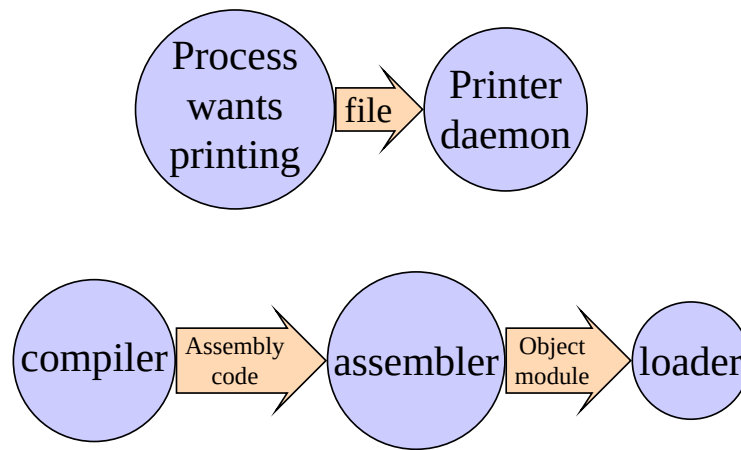 Process
wants
printing
file
Printer
daemon
compiler
Assembly
code
assembler
Object
module
loader